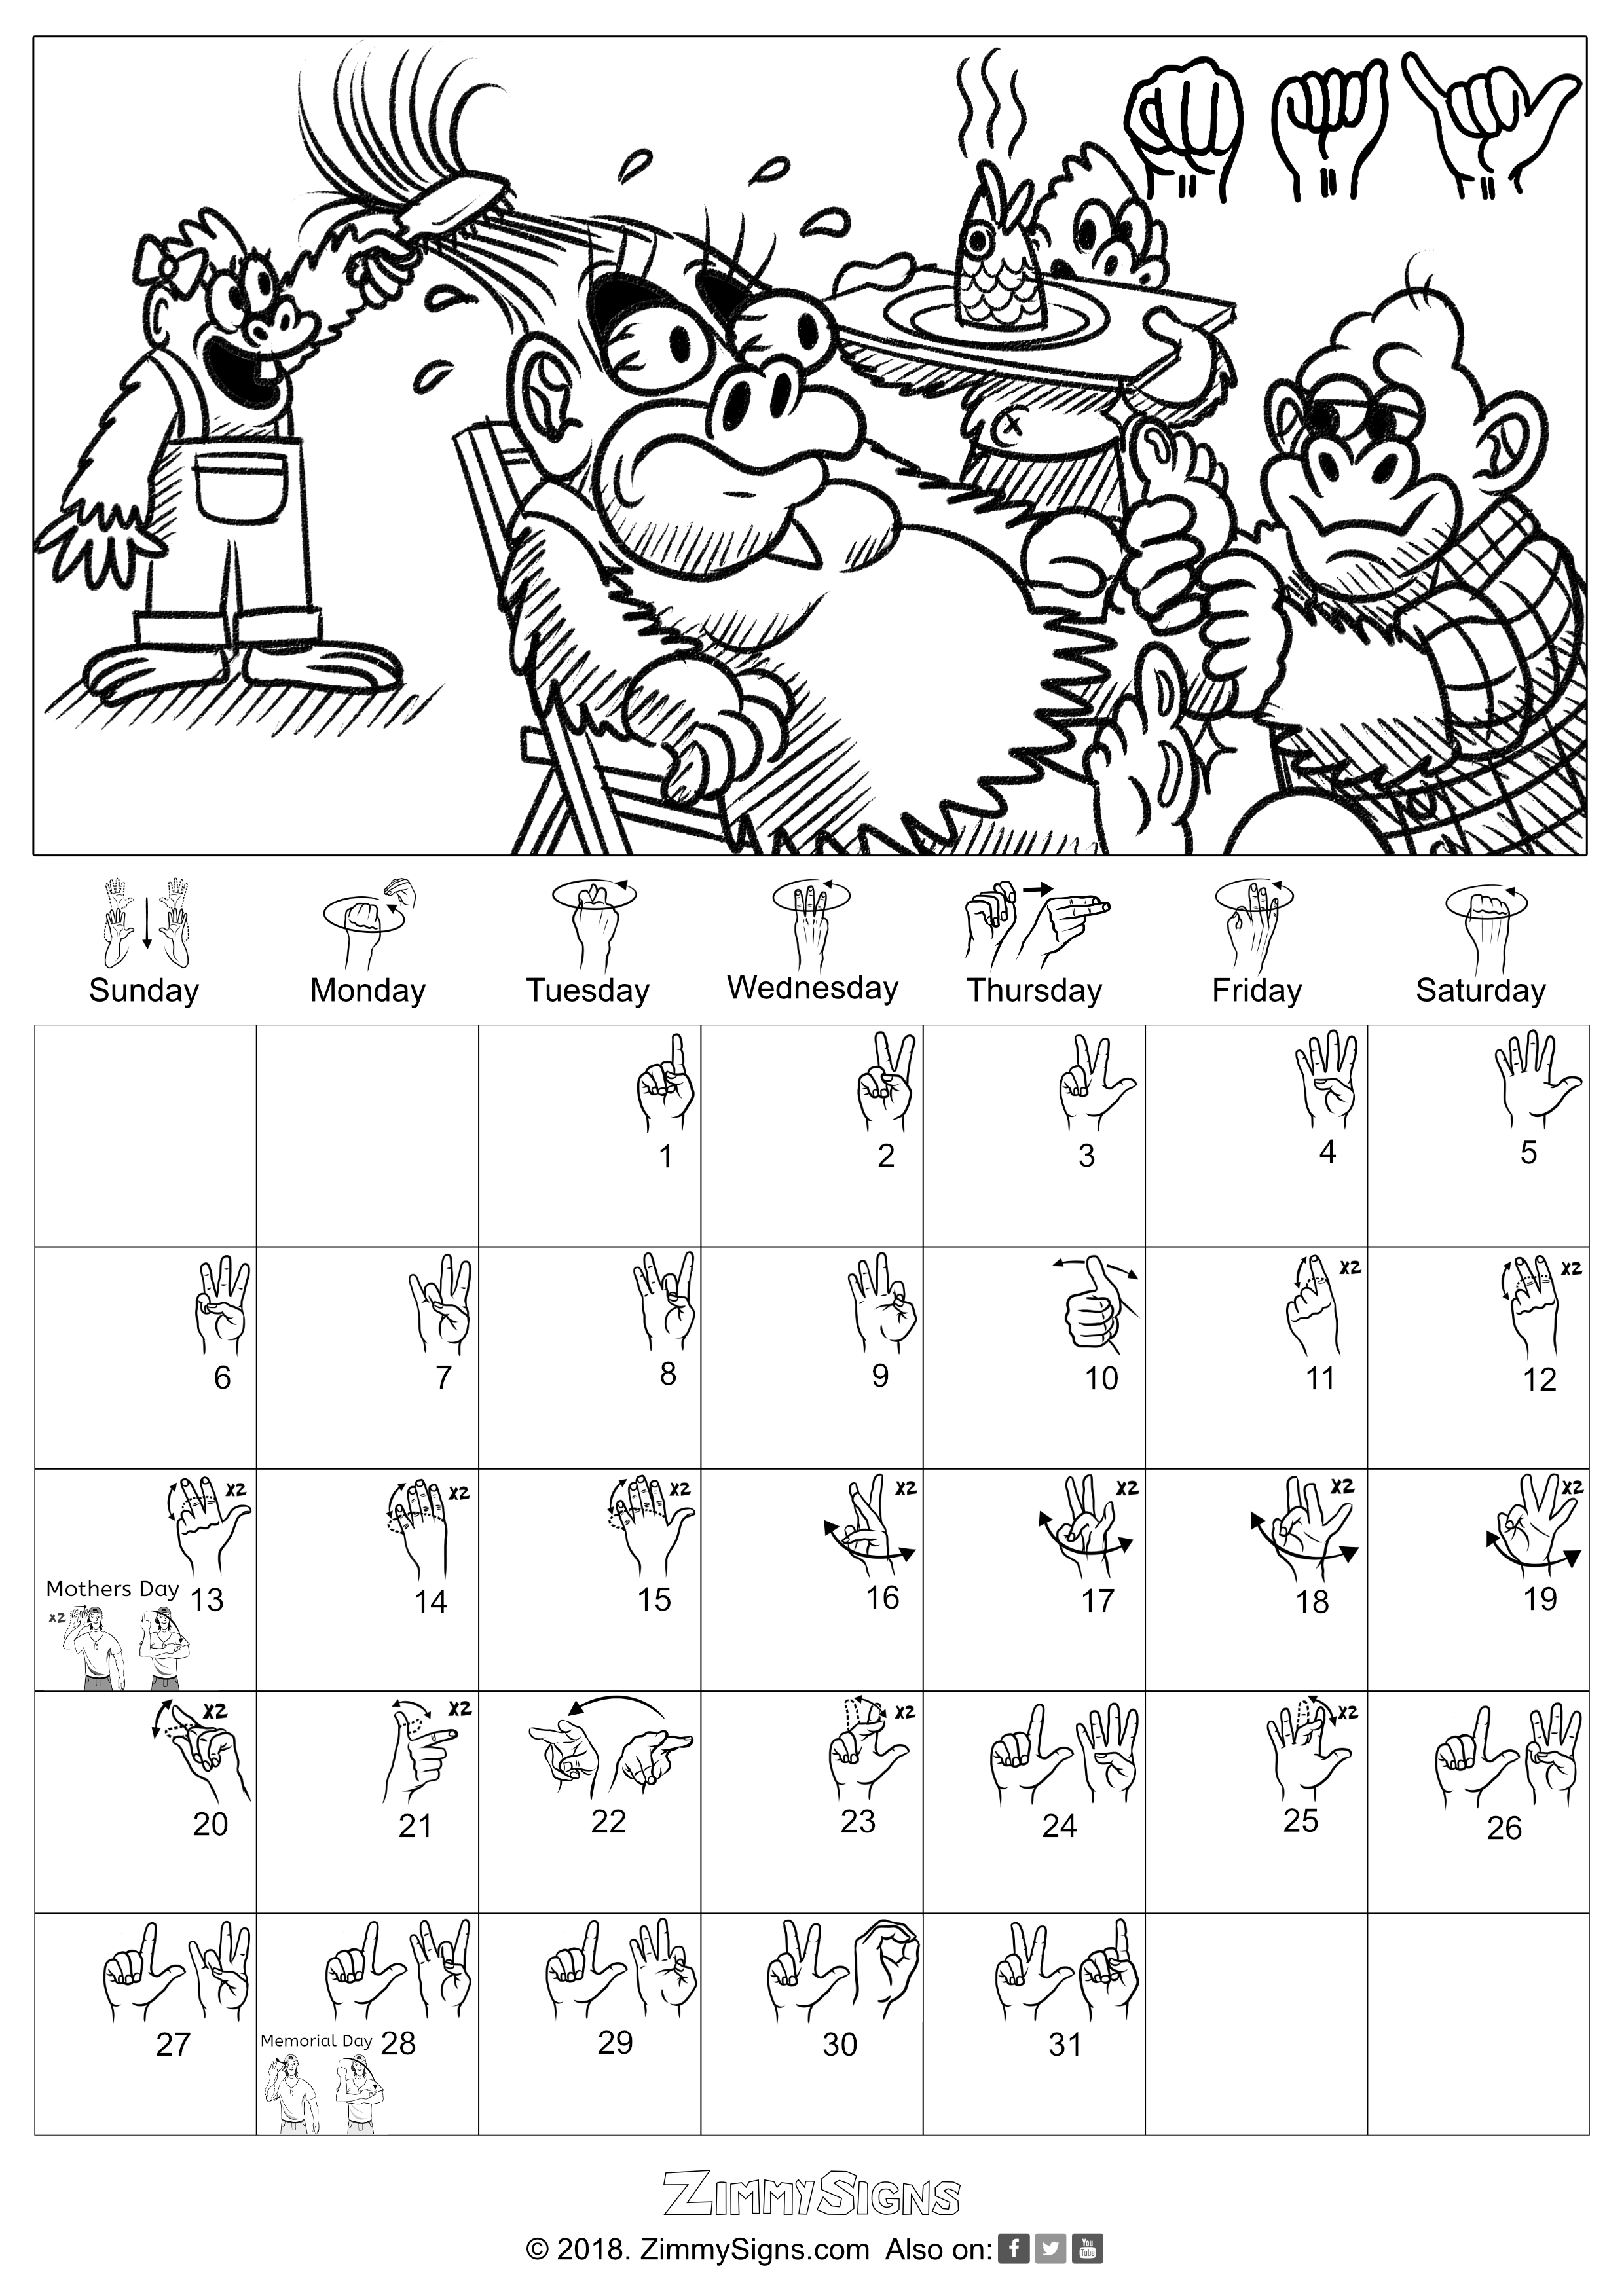 Sunday Monday Tuesday Wednesday Thursday Friday Saturday
1 2 3 4 5
6 7 8 9 10 x2 11 x2 12
x2 Mothers Day 13 x2 x2 14 x2 15 x2 16 x2 17 x2 18 x2 19
x2 20 x2 21 22 x2 23 24 x2 25 26
27 Memorial Day 28 29 30 31
ZIMMYSIGNS
© 2018. ZimmySigns.com Also on: f You Tube